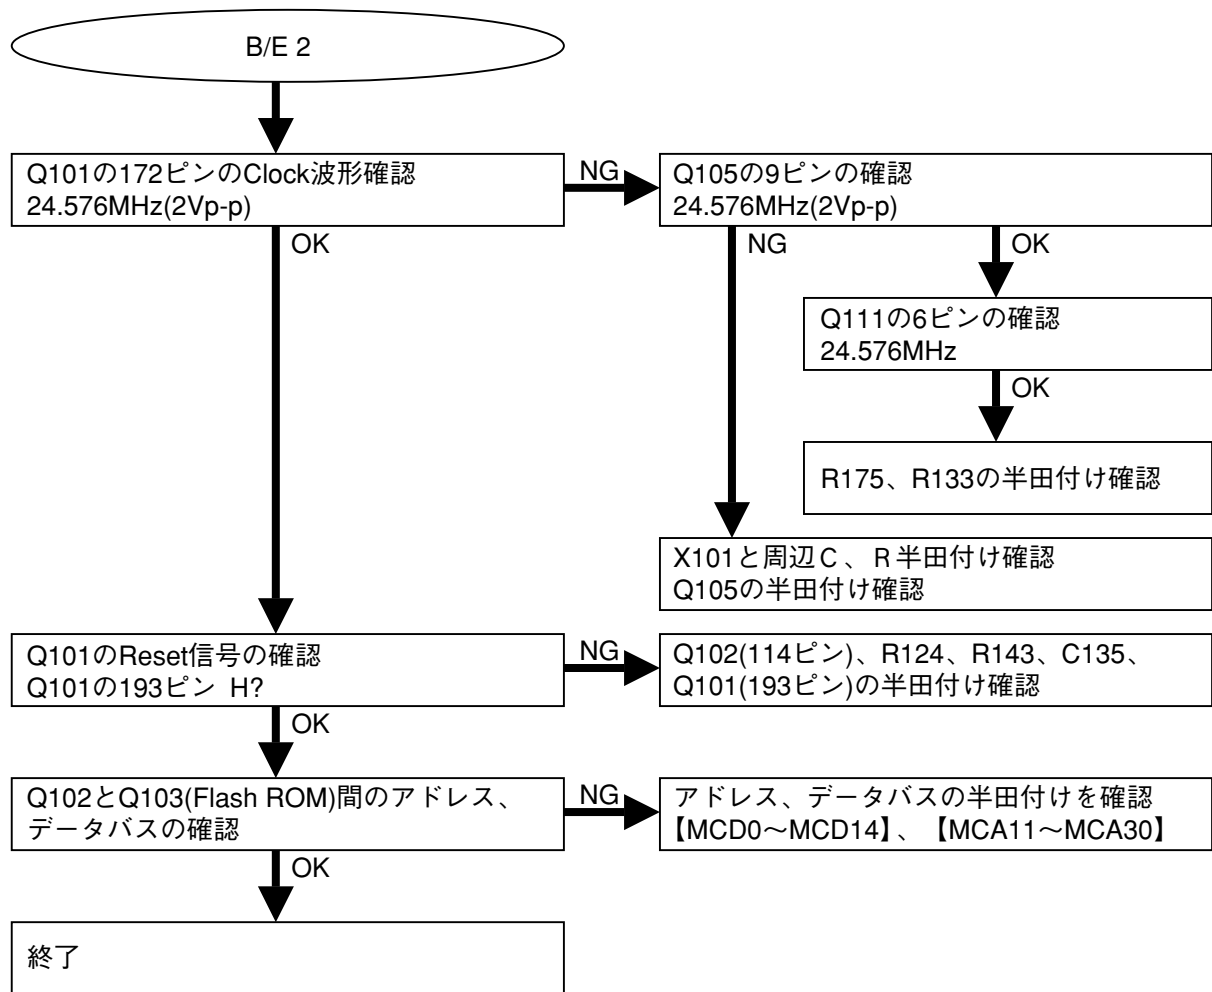 B/E 2
Q101の172ピンのClock波形確認
24.576MHz(2Vp-p)
NG
Q105の9ピンの確認
24.576MHz(2Vp-p)
OK
NG
OK
Q111の6ピンの確認
24.576MHz
OK
R175、R133の半田付け確認
X101と周辺C、R半田付け確認
Q105の半田付け確認
Q101のReset信号の確認
Q101の193ピン H?
NG
Q102(114ピン)、R124、R143、C135、
Q101(193ピン)の半田付け確認
OK
Q102とQ103(Flash ROM)間のアドレス、
データバスの確認
NG
アドレス、データバスの半田付けを確認
【MCD0～MCD14】、【MCA11～MCA30】
OK
終了